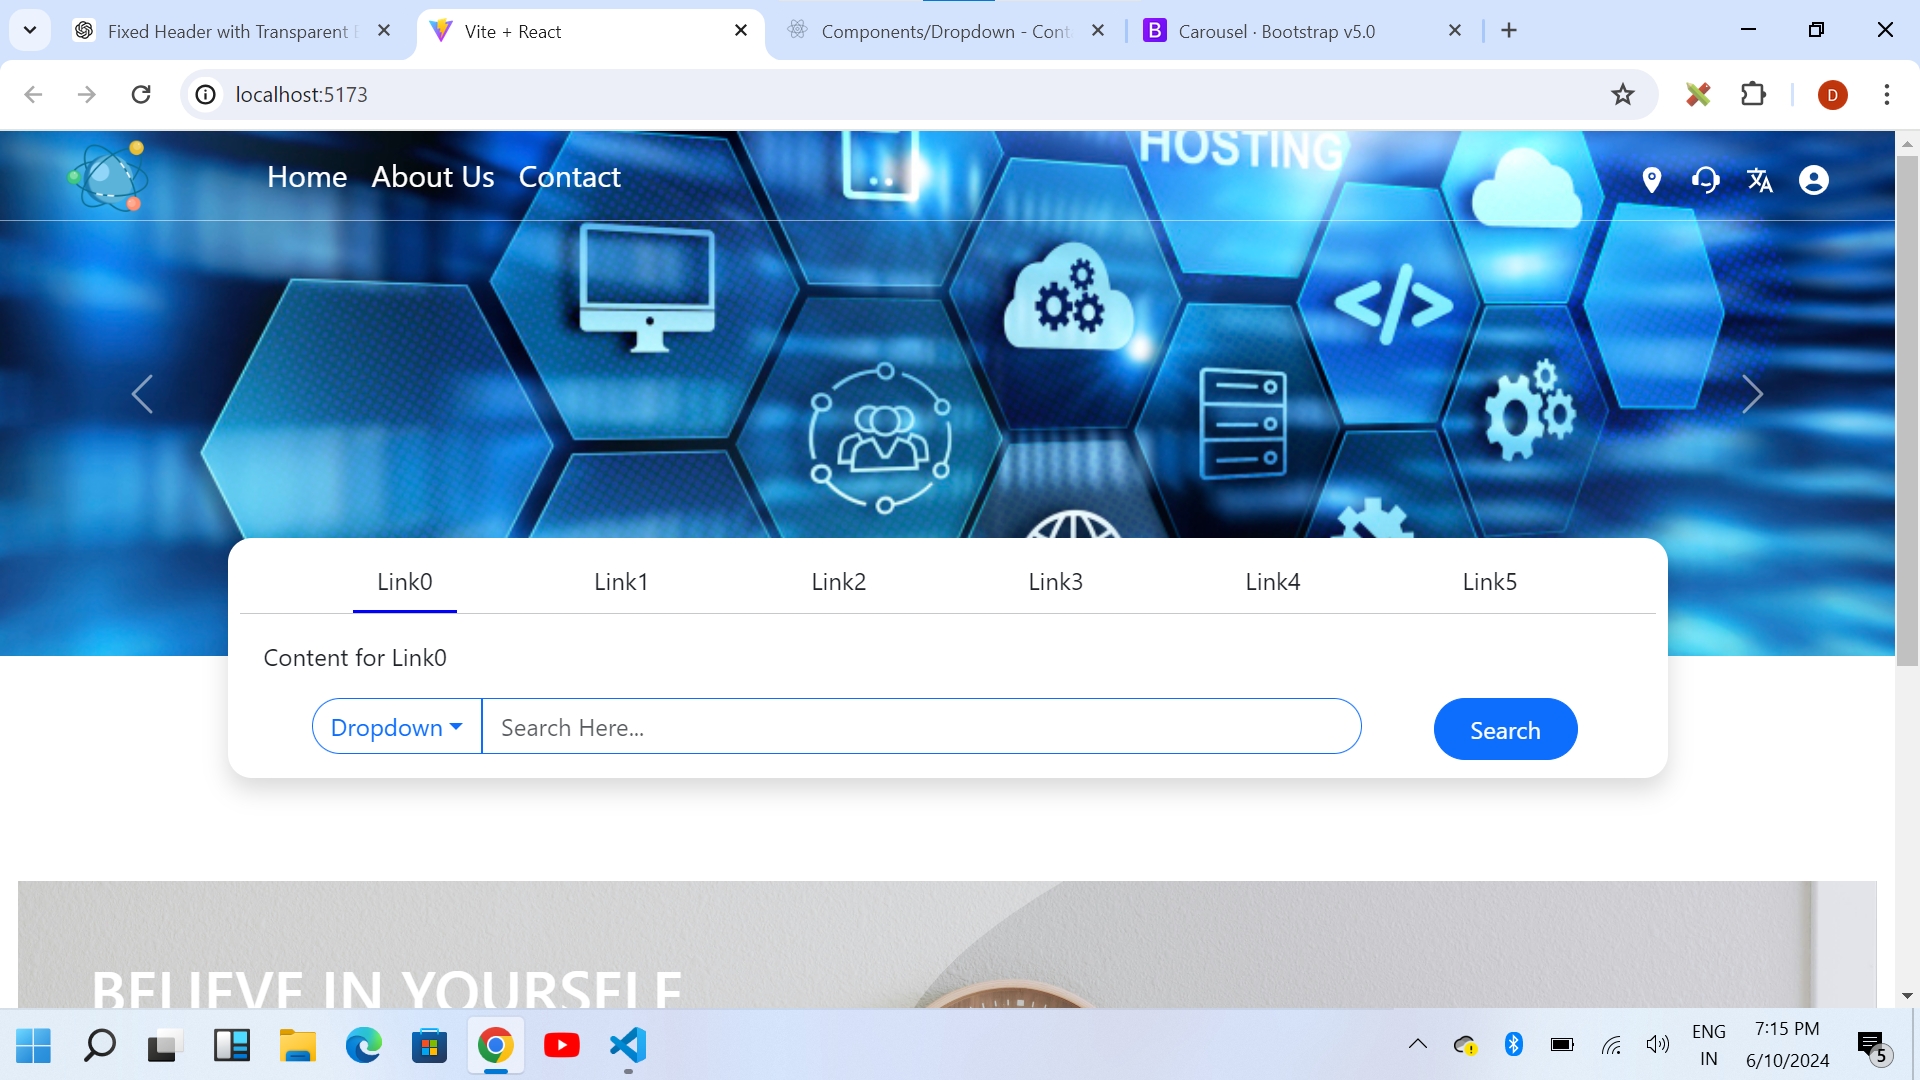 Fixed Header with Transparent
Vite + React
Components/Dropdown - Cont
Carousel · Bootstrap v5.0
localhost:5173
D
HOSTING
Home About Us Contact
</>
Link0 Link1 Link2 Link3 Link4 Link5
Content for Link0
Dropdown Search Here... Search
BELIEVE IN YOURSELF
ENG
IN
7:15 PM
6/10/2024
5